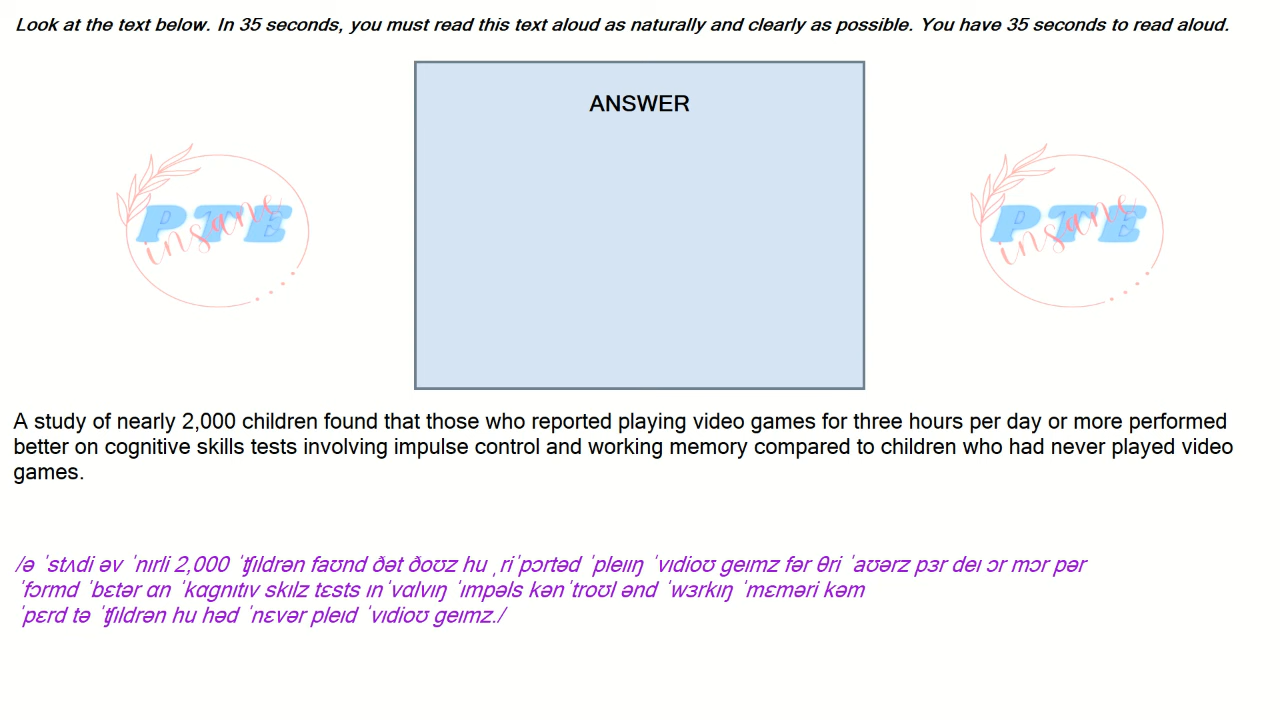 Look at the text below. In 35 seconds, you must read this text aloud as naturally and clearly as possible. You have 35 seconds to read aloud.
ANSWER
PTE
insane
PTE
insane
A study of nearly 2,000 children found that those who reported playing video games for three hours per day or more performed
better on cognitive skills tests involving impulse control and working memory compared to children who had never played video
games.
/ə ˈstʌdi əv ˈnɪrli 2,000 ˈʧɪldrən faʊnd ðət ðoʊz hu ˌriˈpɔrtəd ˈpleɪɪŋ ˈvɪdioʊ geɪmz fər θri ˈaʊərz pɜr deɪ ɔr mɔr pər
ˈfɔrmd ˈbɛtər ɑn ˈkɑgnɪtɪv skɪlz tɛsts ɪnˈvɑlvɪŋ ˈɪmpəls kənˈtroʊl ənd ˈwɜrkɪŋ ˈmɛməri kəm
ˈpɛrd tə ˈʧɪldrən hu həd ˈnɛvər pleɪd ˈvɪdioʊ geɪmz./